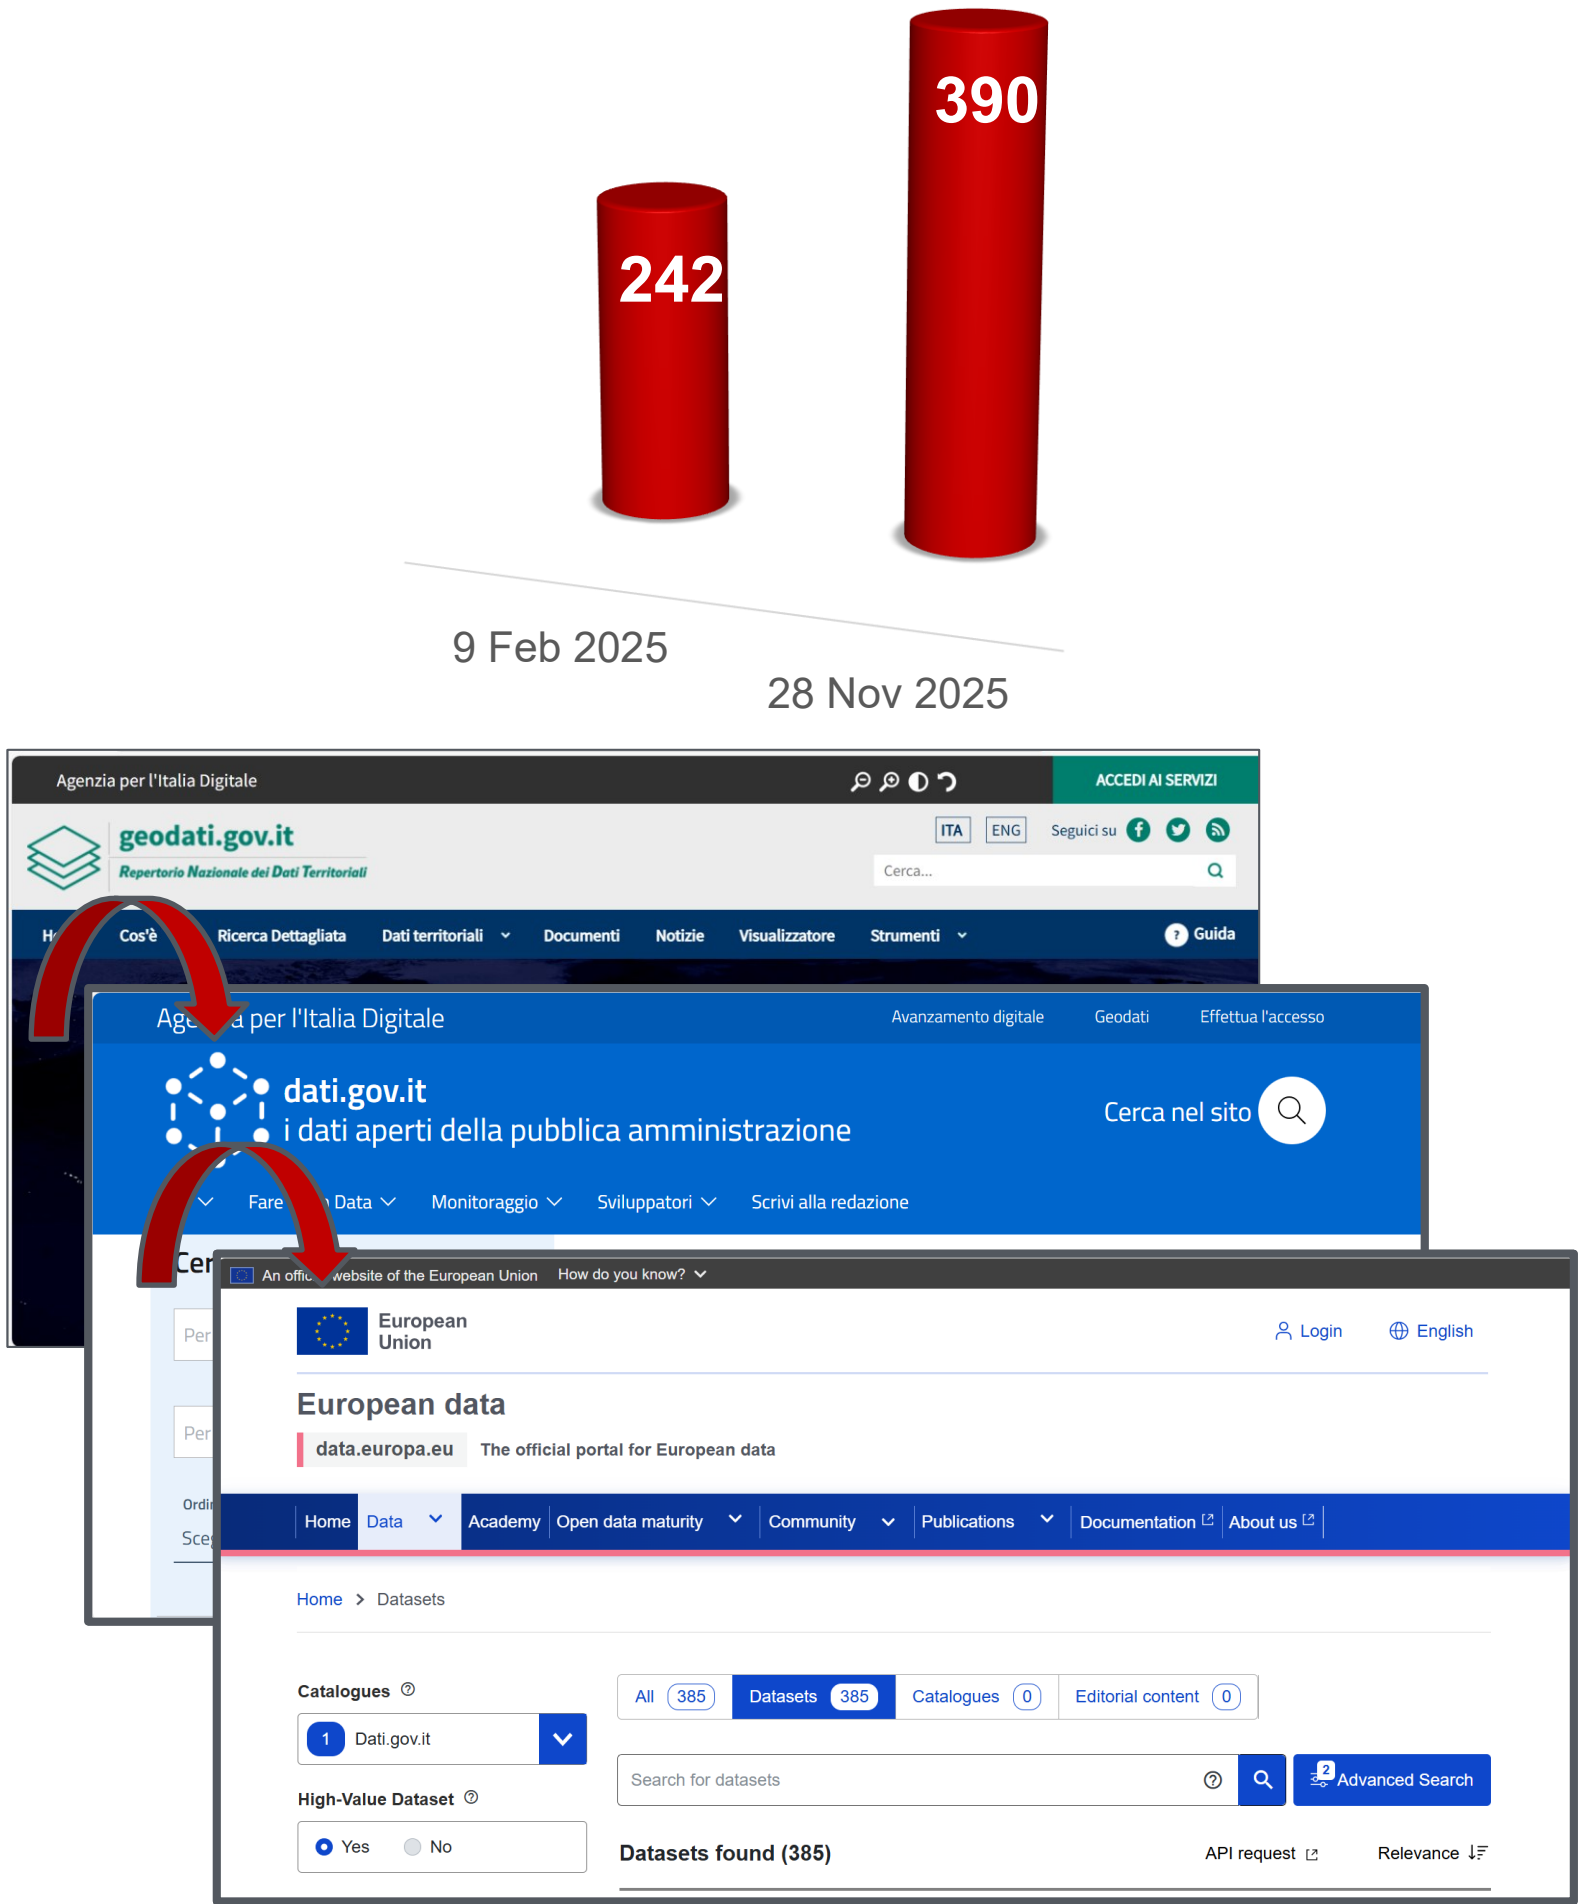 390
242
9 Feb 2025
28 Nov 2025
Agenzia per l'Italia Digitale
ACCEDI AI SERVIZI
geodati.gov.it
Repertorio Nazionale dei Dati Territoriali
ITA ENG Seguici su
Cerca...
Cos'è Ricerca Dettagliata Dati territoriali Documenti Notizie Visualizzatore Strumenti ? Guida
per l'Italia Digitale Avanzamento digitale Geodati Effettua l'accesso
dati.gov.it
i dati aperti della pubblica amministrazione
Cerca nel sito
Fare Data Monitoraggio Sviluppatori Scrivi alla redazione
Cer
An website of the European Union How do you know?
European
Union
Login English
Per
European data
data.europa.eu The official portal for European data
Per
Ordin
Home Data Academy Open data maturity Community Publications Documentation About us
Sceg
Home > Datasets
Catalogues ?
All 385 Datasets 385 Catalogues 0 Editorial content 0
1 Dati.gov.it
Search for datasets ? 2 Advanced Search
High-Value Dataset ?
Yes No
Datasets found (385) API request Relevance